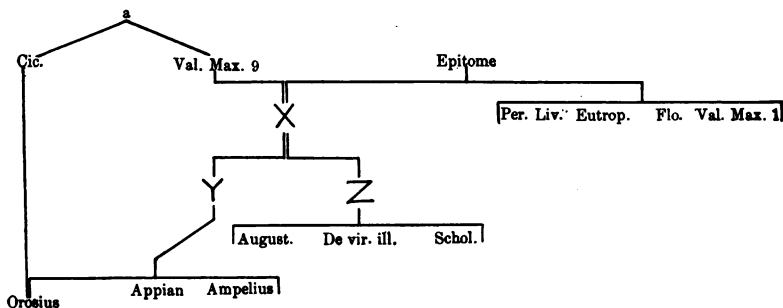 a
Cic. Val. Max. 9 Epitome
Per. Liv. Eutrop. Flo. Val. Max. 1
X
Y Z
August. De vir. ill. Schol.
Appian Ampelius
Orosius